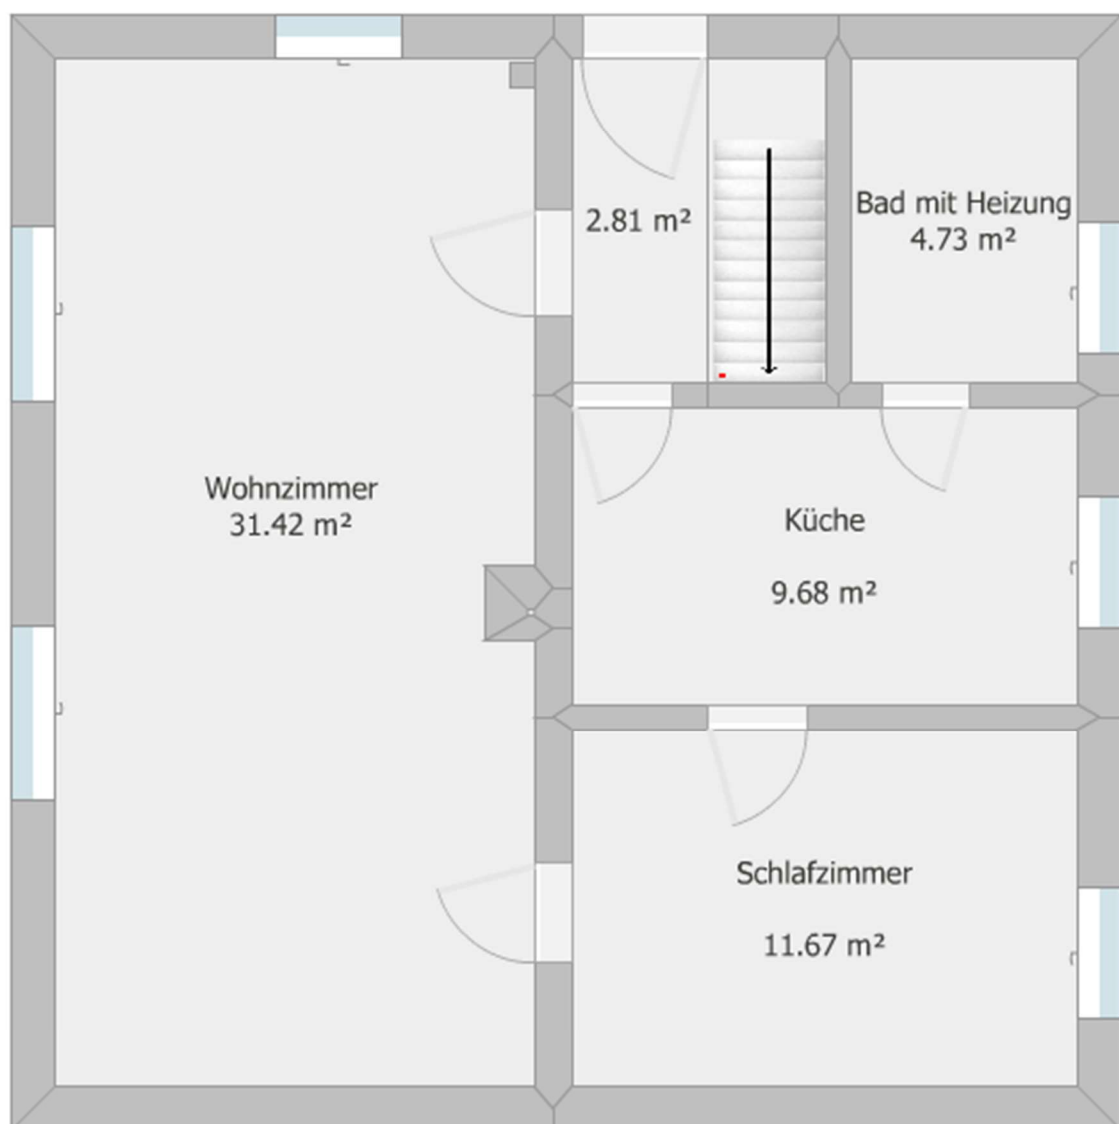 2.81 m²
Bad mit Heizung
4.73 m²
Wohnzimmer
31.42 m²
Küche
9.68 m²
Schlafzimmer
11.67 m²